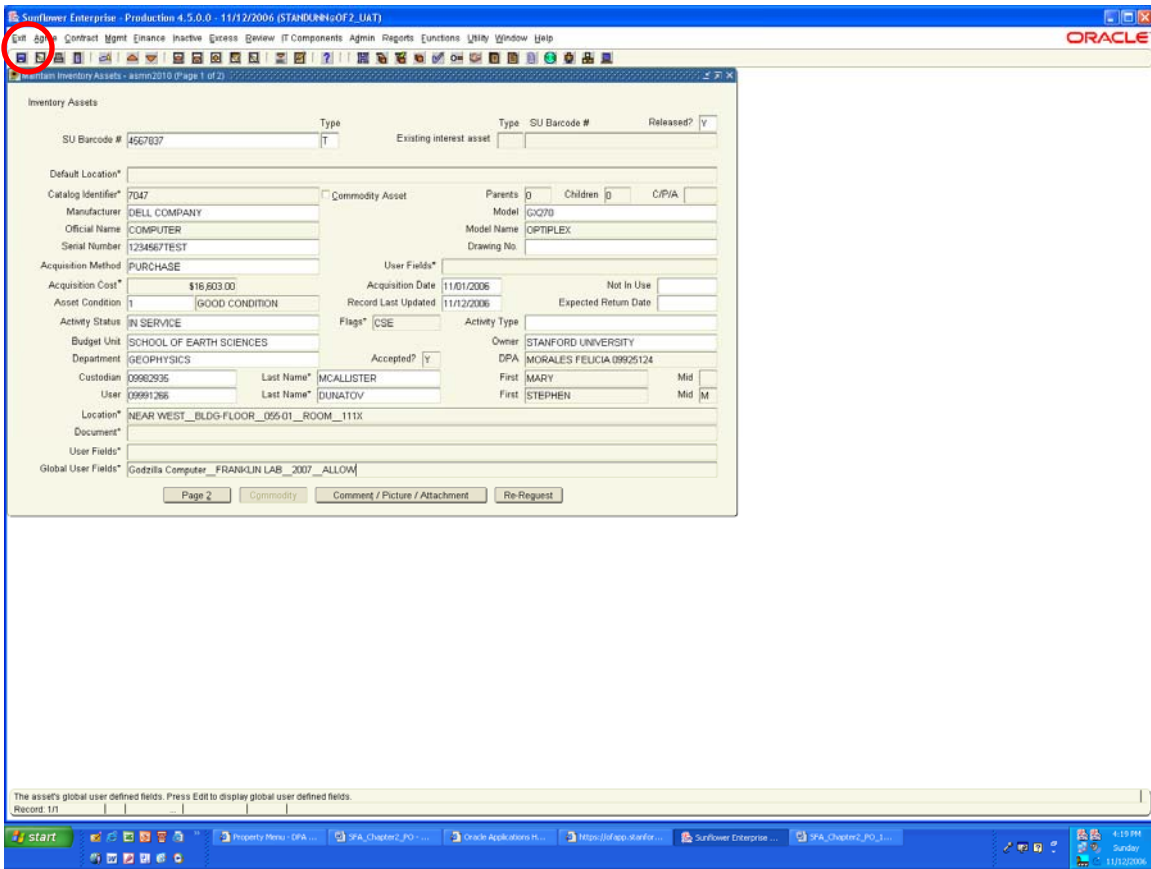 Sunflower Enterprise - Production 4.5.0.0 - 11/12/2006 (STANDUNN@OF2_UAT)
Exit Agree Contract Mgmt Finance Inactive Excess Review IT Components Admin Reports Functions Utility Window Help
ORACLE
Maintain Inventory Assets - asmn2010 (Page 1 of 2)
Inventory Assets
Type Type SU Barcode # Released? Y
SU Barcode # 4567837 T Existing interest asset
Default Location*
Catalog Identifier* 7047 Commodity Asset Parents 0 Children 0 C/P/A
Manufacturer DELL COMPANY Model GX270
Official Name COMPUTER Model Name OPTIPLEX
Serial Number 1234567TEST Drawing No.
Acquisition Method PURCHASE User Fields*
Acquisition Cost* $16,603.00 Acquisition Date 11/01/2006 Not In Use
Asset Condition 1 GOOD CONDITION Record Last Updated 11/12/2006 Expected Return Date
Activity Status IN SERVICE Flags* CSE Activity Type
Budget Unit SCHOOL OF EARTH SCIENCES Owner STANFORD UNIVERSITY
Department GEOPHYSICS Accepted? Y DPA MORALES FELICIA 09925124
Custodian 09982936 Last Name* MCALLISTER First MARY Mid
User 09991266 Last Name* DUNATOV First STEPHEN Mid M
Location* NEAR WEST__BLDG-FLOOR__055-01__ROOM__111X
Document*
User Fields*
Global User Fields* Godzilla Computer__FRANKLIN LAB__2007__ALLOW
Page 2 Commodity Comment / Picture / Attachment Re-Request
The asset's global user defined fields. Press Edit to display global user defined fields.
Record: 1/1 ...
start Property Menu - DPA ... SFA_Chapter2_PO - ... Oracle Applications H... https://ofapp.stanfor... Sunflower Enterprise ... SFA_Chapter2_PO_1... 4:19 PM
Sunday
11/12/2006